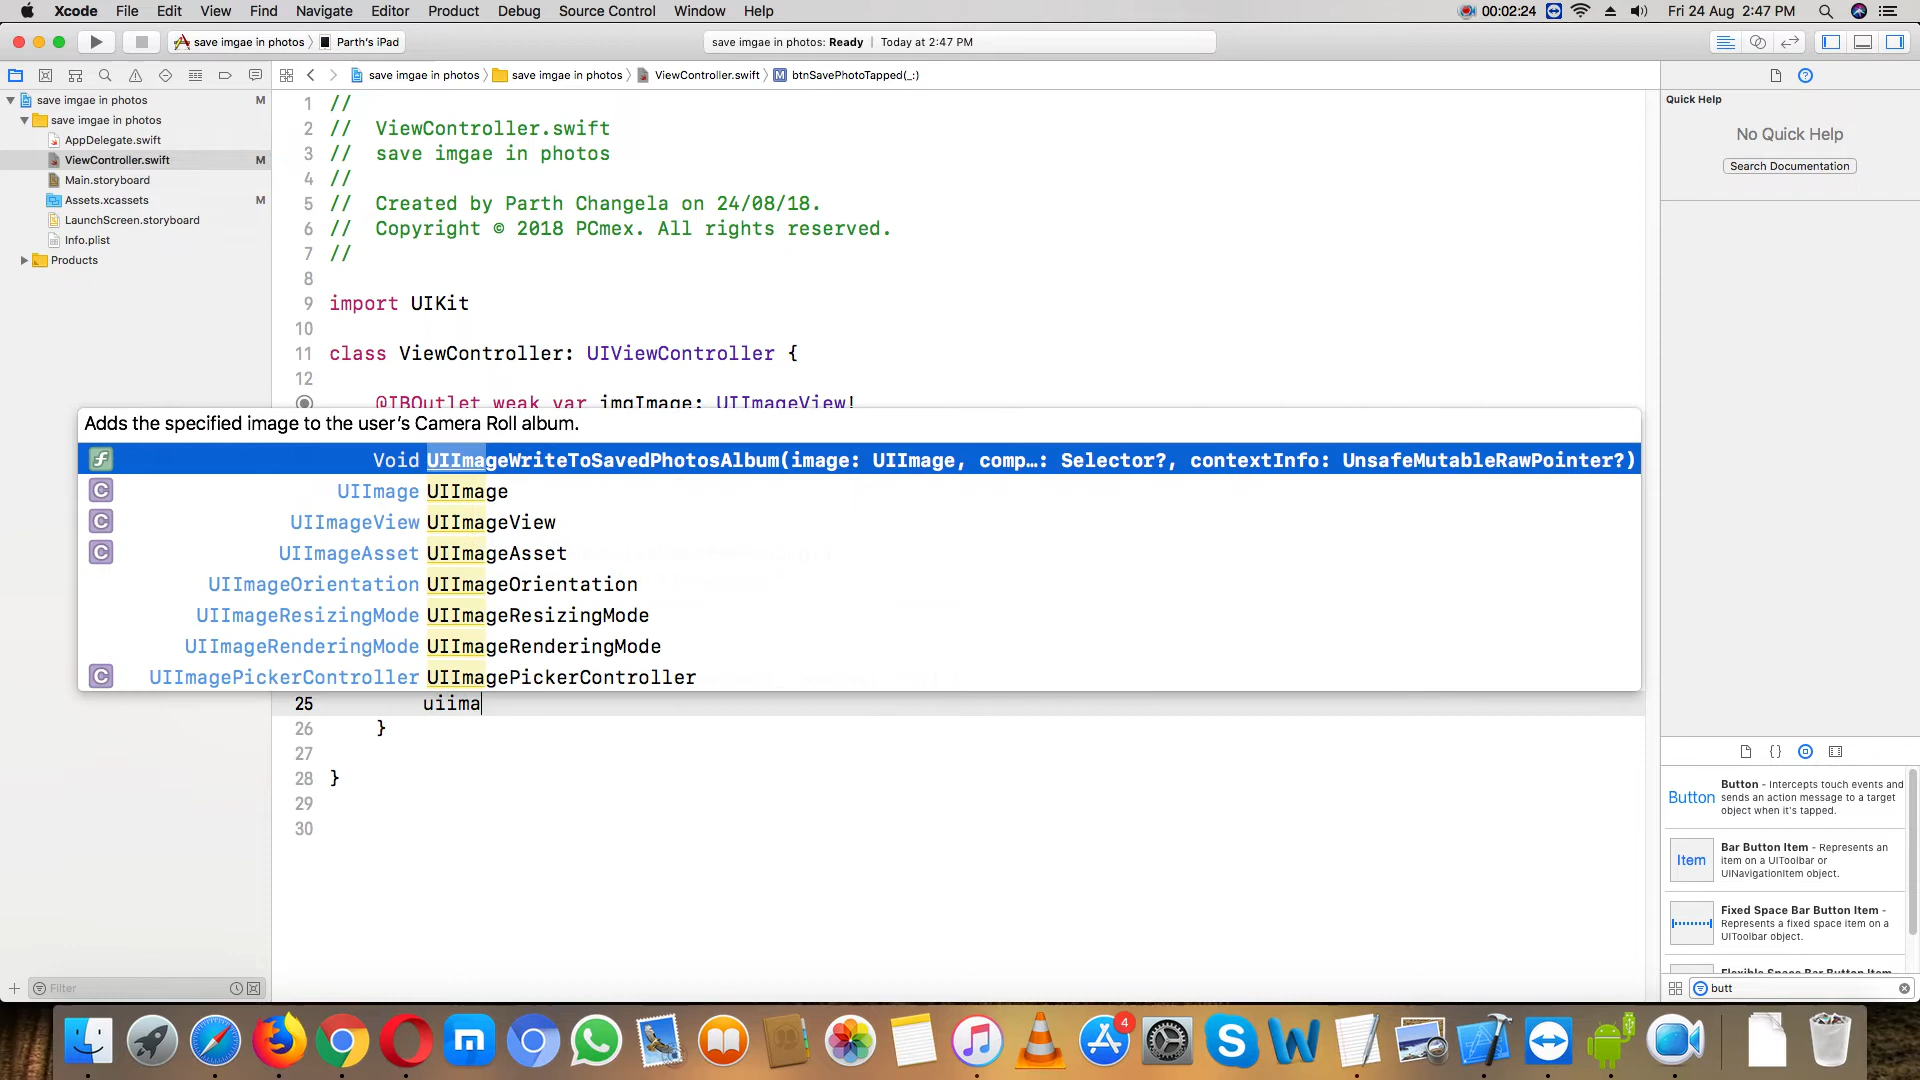 Xcode File Edit View Find Navigate Editor Product Debug Source Control Window Help 00:02:24 Fri 24 Aug 2:47 PM
save imgae in photos Parth's iPad save imgae in photos: Ready Today at 2:47 PM
save imgae in photos save imgae in photos ViewController.swift M btnSavePhotoTapped(_:)
save imgae in photos M
save imgae in photos
AppDelegate.swift
ViewController.swift M
Main.storyboard
Assets.xcassets M
LaunchScreen.storyboard
Info.plist
Products
Filter
1 //
2 // ViewController.swift
3 // save imgae in photos
4 //
5 // Created by Parth Changela on 24/08/18.
6 // Copyright © 2018 PCmex. All rights reserved.
7 //
8
9 import UIKit
10
11 class ViewController: UIViewController {
12
@IBOutlet weak var imgImage: UIImageView!
Adds the specified image to the user's Camera Roll album.
f Void UIImageWriteToSavedPhotosAlbum(image: UIImage, comp…: Selector?, contextInfo: UnsafeMutableRawPointer?)
C UIImage UIImage
C UIImageView UIImageView
C UIImageAsset UIImageAsset
UIImageOrientation UIImageOrientation
UIImageResizingMode UIImageResizingMode
UIImageRenderingMode UIImageRenderingMode
C UIImagePickerController UIImagePickerController
25 uiima
26 }
27
28 }
29
30
Quick Help
No Quick Help
Search Documentation
Button
Button - Intercepts touch events and
sends an action message to a target
object when it's tapped.
Item
Bar Button Item - Represents an
item on a UIToolbar or
UINavigationItem object.
Fixed Space Bar Button Item -
Represents a fixed space item on a
UIToolbar object.
Flexible Space Bar Button Item
butt
4